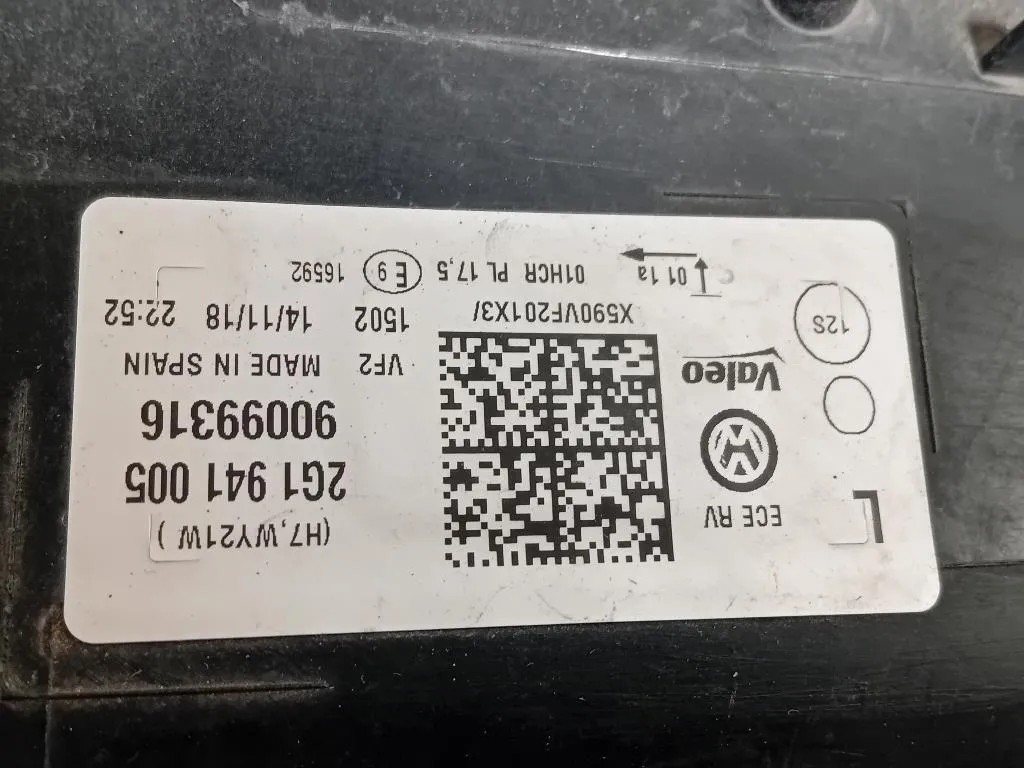 L
ECE RV
(H7,WY21W )
2G1 941 005
90099316
Valeo
VF2 MADE IN SPAIN
12S
X590VF201X3/
1502 14/11/18 22:52
01 1a
01HCR PL 17,5 E9 16592